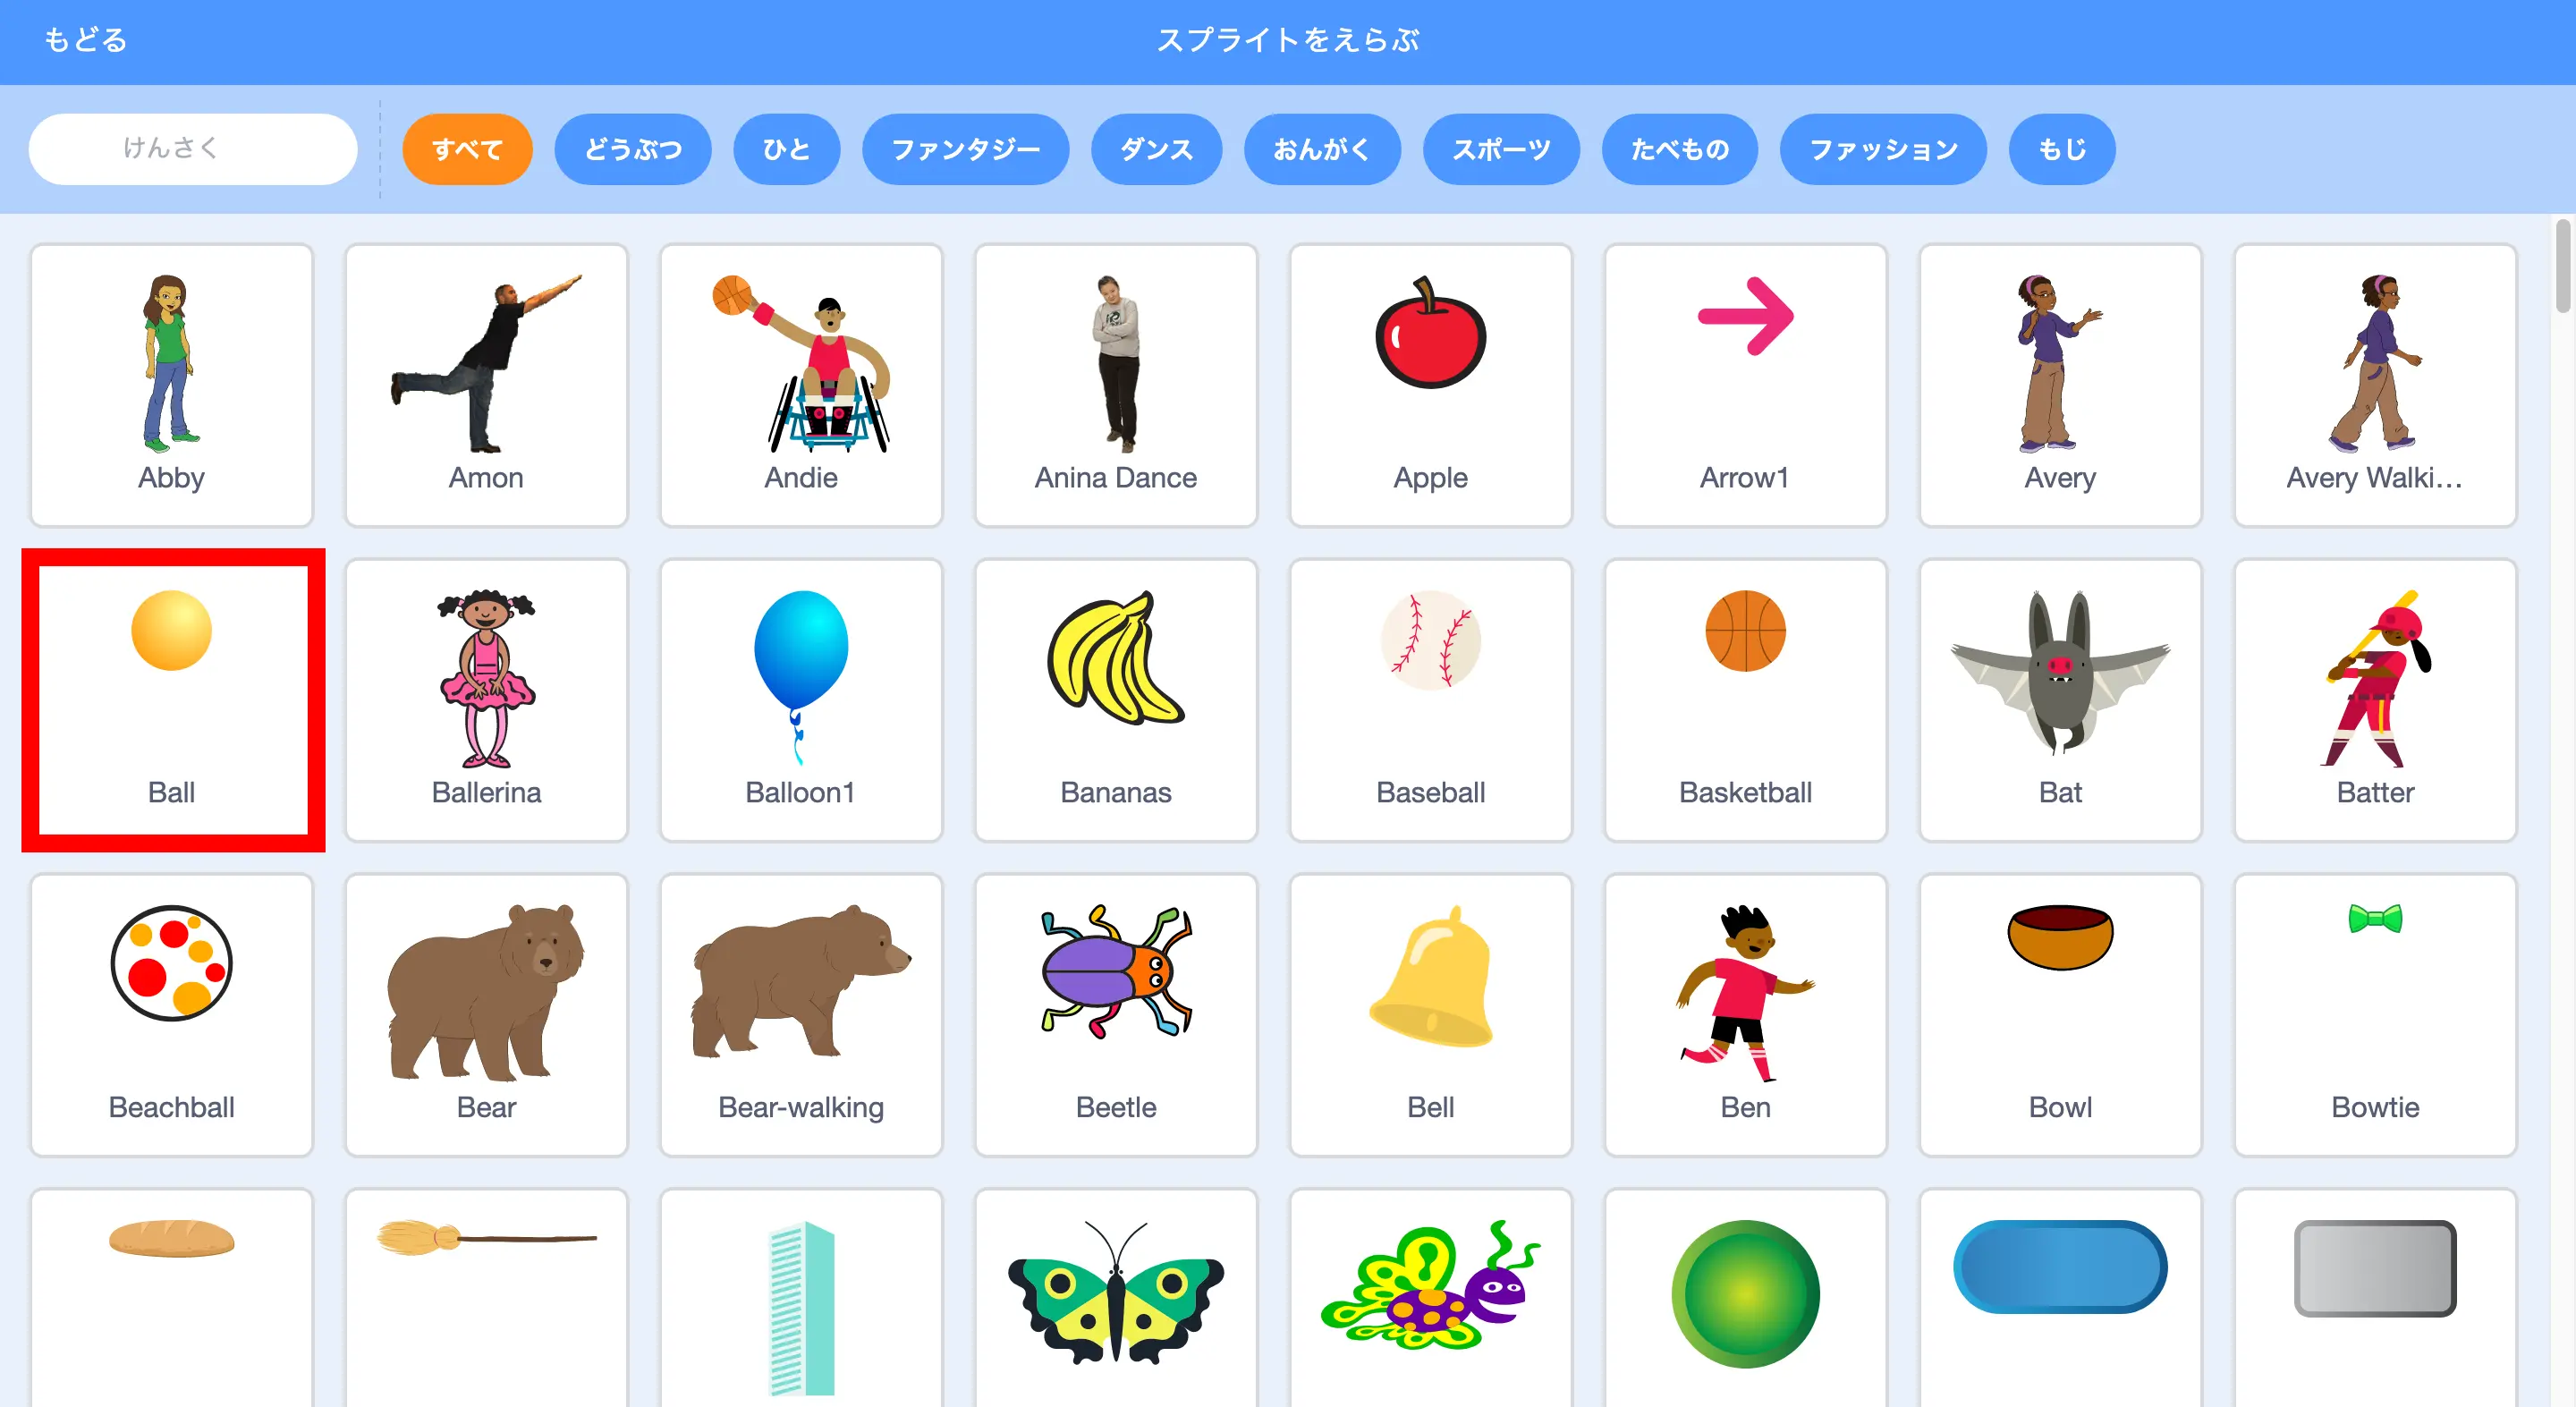 もどる
スプライトをえらぶ
けんさく
すべて
どうぶつ
ひと
ファンタジー
ダンス
おんがく
スポーツ
たべもの
ファッション
もじ
Abby
Amon
Andie
Anina Dance
Apple
Arrow1
Avery
Avery Walki...
Ball
Ballerina
Balloon1
Bananas
Baseball
Basketball
Bat
Batter
Beachball
Bear
Bear-walking
Beetle
Bell
Ben
Bowl
Bowtie